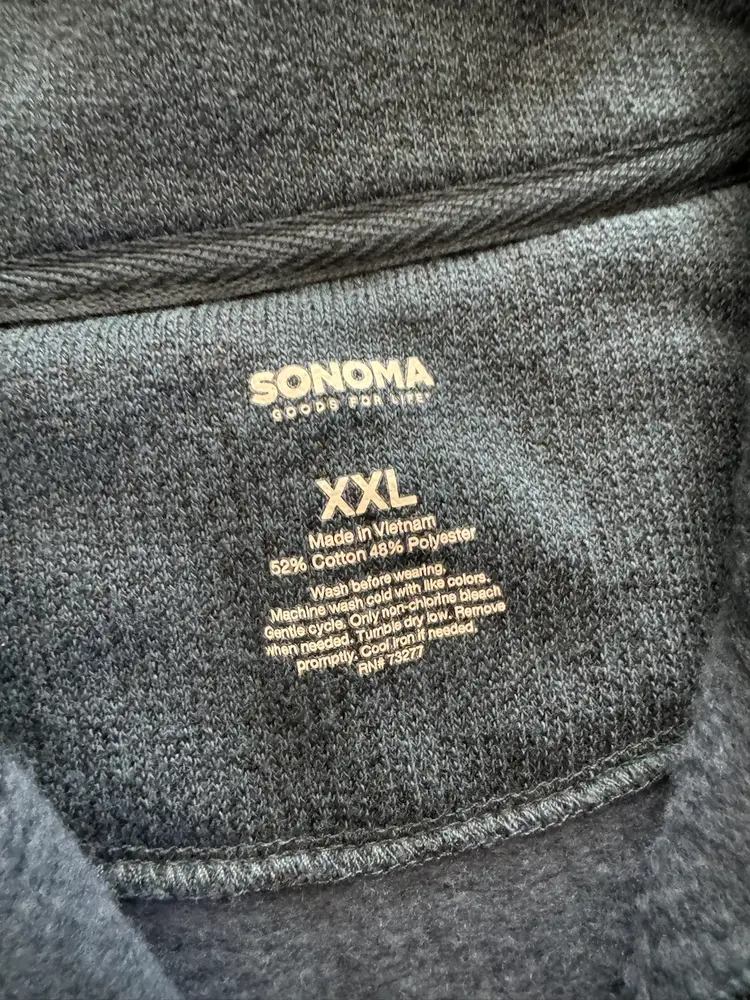 SONOMA
GOODS FOR LIFE
XXL
Made in Vietnam
52% Cotton 48% Polyester
Wash before wearing.
Machine wash cold with like colors.
Gentle cycle. Only non-chlorine bleach
when needed. Tumble dry low. Remove
promptly. Cool iron if needed.
RN# 73277